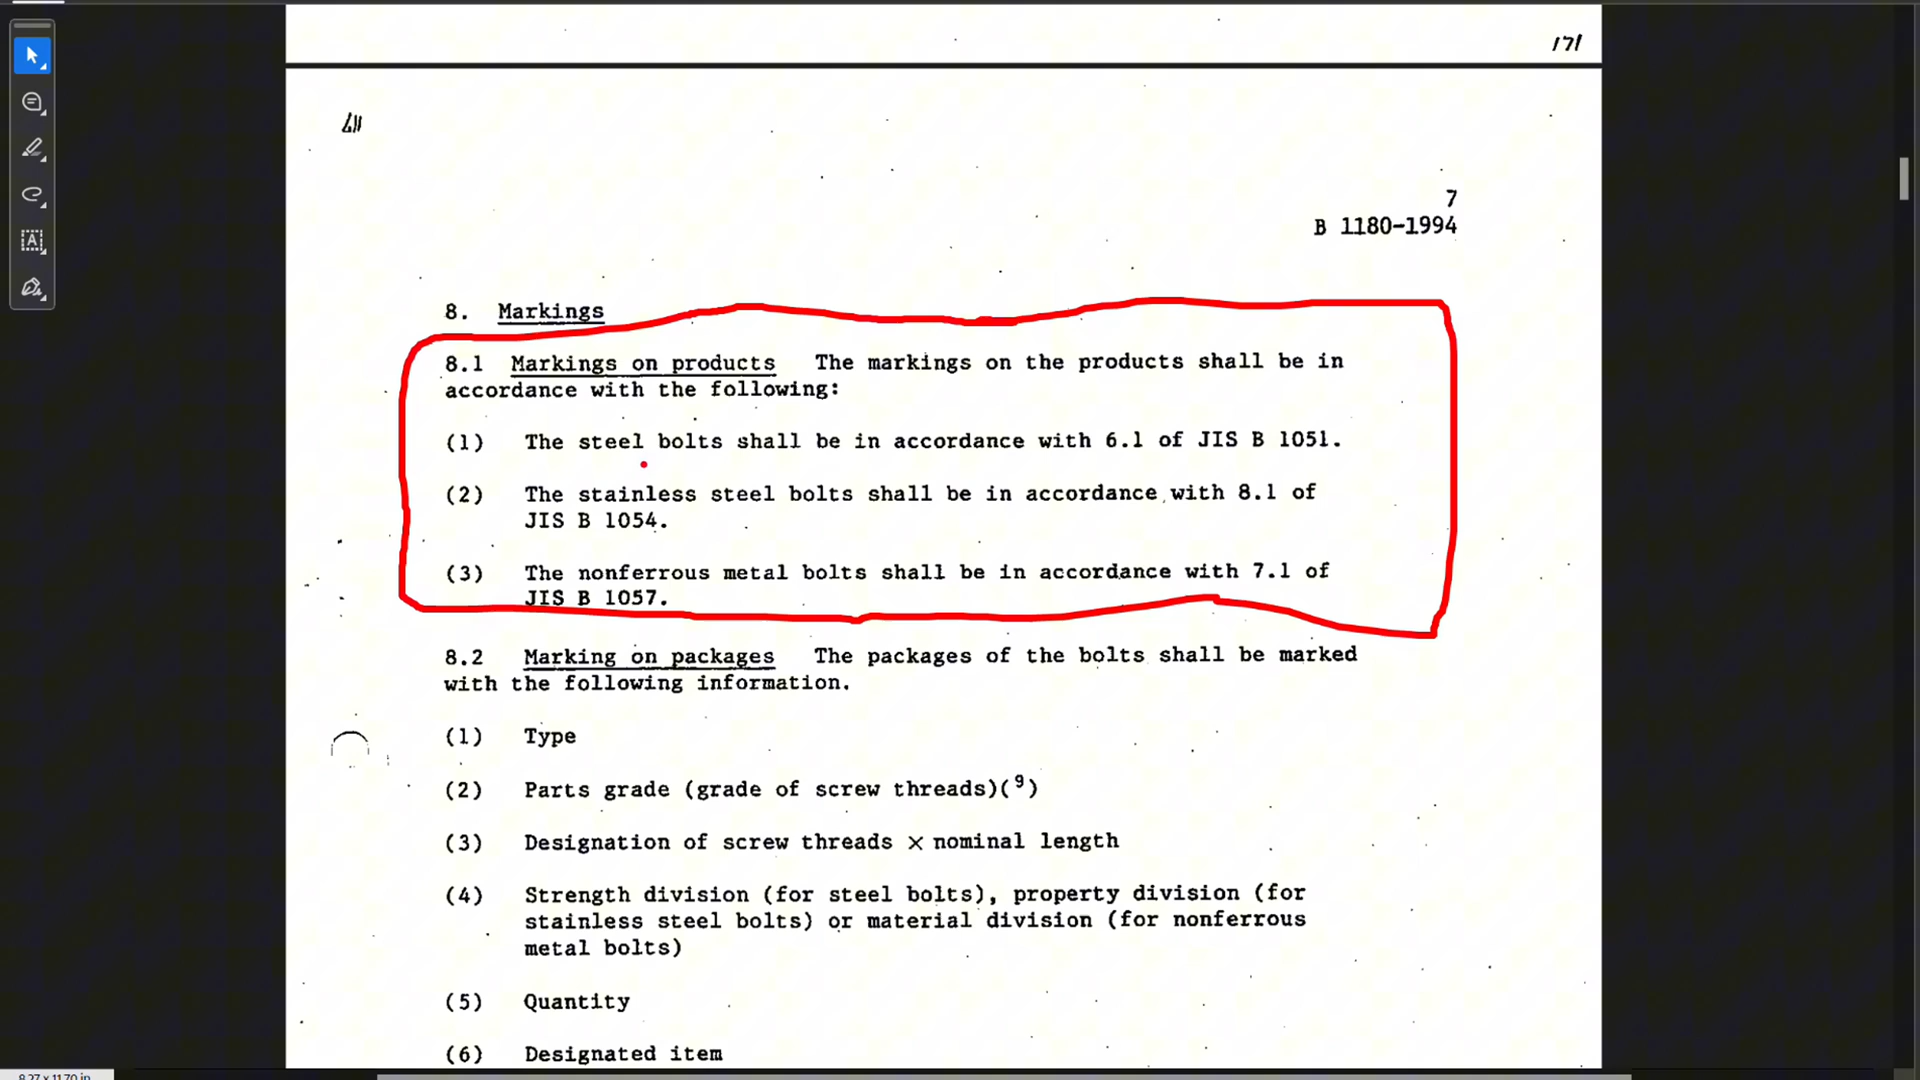 171
7
B 1180-1994
8. Markings
8.1 Markings on products The markings on the products shall be in
accordance with the following:
(1) The steel bolts shall be in accordance with 6.1 of JIS B 1051.
(2) The stainless steel bolts shall be in accordance with 8.1 of
JIS B 1054.
(3) The nonferrous metal bolts shall be in accordance with 7.1 of
JIS B 1057.
8.2 Marking on packages The packages of the bolts shall be marked
with the following information.
(1) Type
(2) Parts grade (grade of screw threads)(⁹)
(3) Designation of screw threads × nominal length
(4) Strength division (for steel bolts), property division (for
stainless steel bolts) or material division (for nonferrous
metal bolts)
(5) Quantity
(6) Designated item
8.27 x 11.70 in